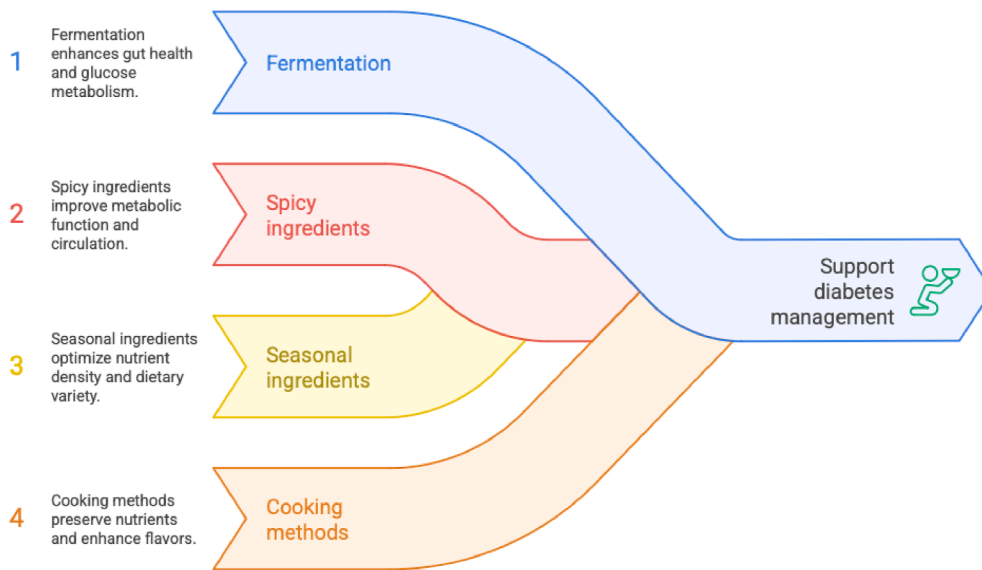 1
Fermentation
enhances gut health
and glucose
metabolism.
Fermentation
2
Spicy ingredients
improve metabolic
function and
circulation.
Spicy
ingredients
3
Seasonal ingredients
optimize nutrient
density and dietary
variety.
Seasonal
ingredients
4
Cooking methods
preserve nutrients
and enhance flavors.
Cooking
methods
Support
diabetes
management